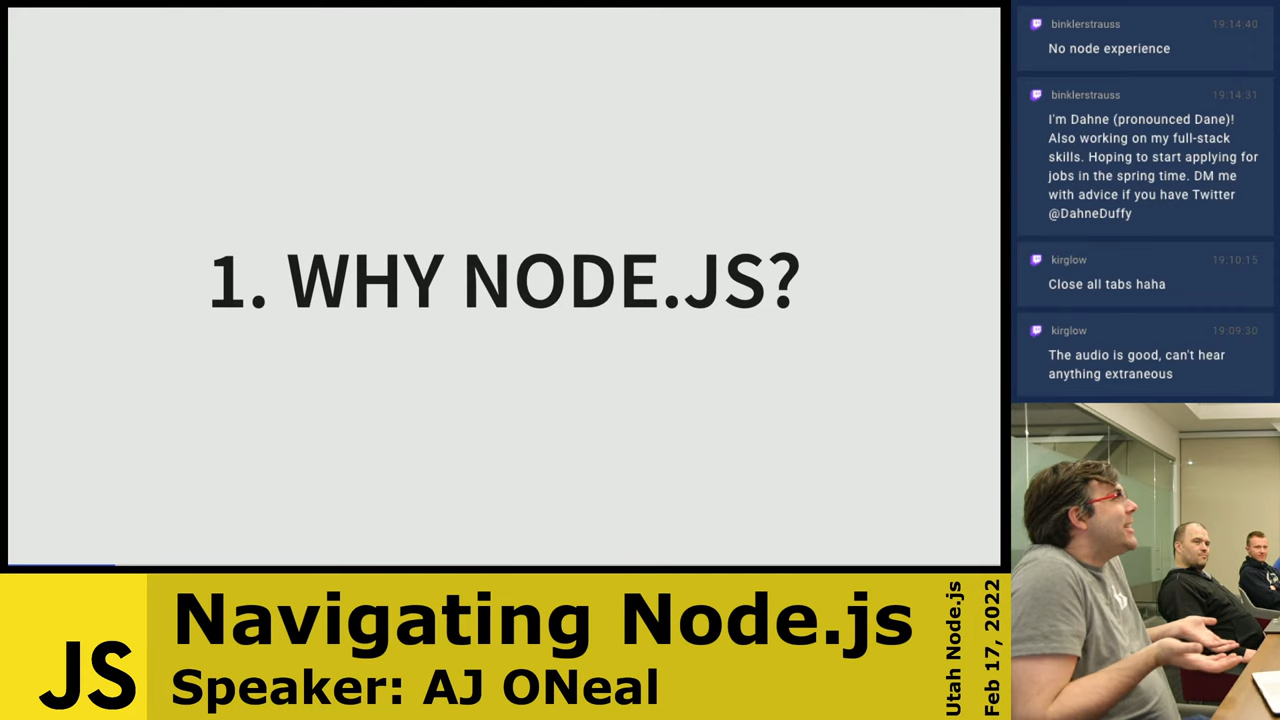 1. WHY NODE.JS?
binklerstrauss 19:14:40
No node experience
binklerstrauss 19:14:31
I'm Dahne (pronounced Dane)!
Also working on my full-stack
skills. Hoping to start applying for
jobs in the spring time. DM me
with advice if you have Twitter
@DahneDuffy
kirglow 19:10:15
Close all tabs haha
kirglow 19:09:30
The audio is good, can't hear
anything extraneous
JS
Navigating Node.js
Speaker: AJ ONeal
Utah Node.js
Feb 17, 2022